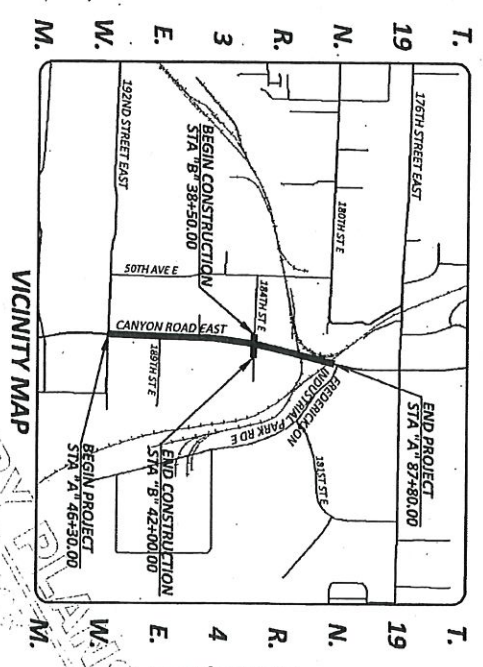 T. 19 N. R. 3 E. W. M.
T. 19 N. R. 4 E. W. M.
176TH STREET EAST
180TH ST E
END PROJECT
STA "A" 87+80.00
FREDERICKSON
INDUSTRIAL PARK RD E
181ST ST E
BEGIN CONSTRUCTION
STA "B" 38+50.00
184TH ST E
50TH AVE E
CANYON ROAD EAST
189TH ST E
END CONSTRUCTION
STA "B" 42+00.00
192ND STREET EAST
BEGIN PROJECT
STA "A" 46+30.00
VICINITY MAP